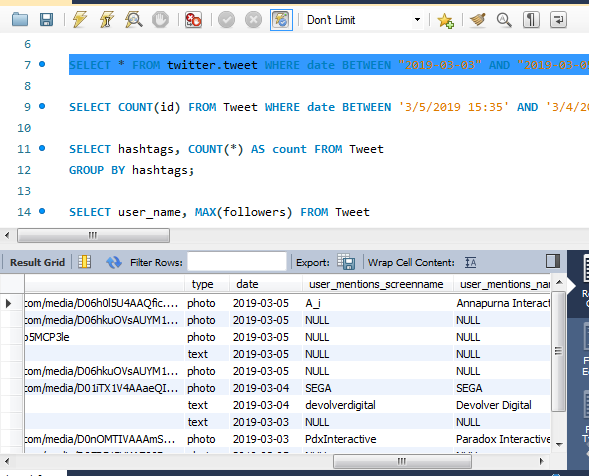 Don't Limit
6
7 SELECT * FROM twitter.tweet WHERE date BETWEEN "2019-03-03" AND "2019-03-0
8
9 SELECT COUNT(id) FROM Tweet WHERE date BETWEEN '3/5/2019 15:35' AND '3/4/20
10
11 SELECT hashtags, COUNT(*) AS count FROM Tweet
12 GROUP BY hashtags;
13
14 SELECT user_name, MAX(followers) FROM Tweet
Result Grid Filter Rows: Export: Wrap Cell Content:
type date user_mentions_screenname user_mentions_nar
com/media/D06h0l5U4AAQfic,... photo 2019-03-05 A_i Annapurna Interact
com/media/D06hkuOVsAUYM1... photo 2019-03-05 NULL NULL
o5MCP3le photo 2019-03-05 NULL NULL
text 2019-03-05 NULL NULL
com/media/D06hkuOVsAUYM1... photo 2019-03-05 NULL NULL
com/media/D01iTX1V4AAaeQI... photo 2019-03-04 SEGA SEGA
text 2019-03-04 devolverdigital Devolver Digital
text 2019-03-03 NULL NULL
com/media/D0nOMTIVAAAmS... photo 2019-03-03 PdxInteractive Paradox Interactive